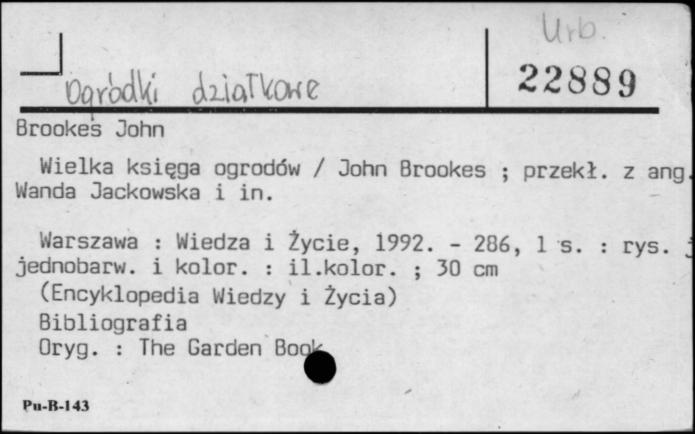 Urb.
22889
Ogródki działkowe
Brookes John
Wielka księga ogrodów / John Brookes ; przekł. z ang.
Wanda Jackowska i in.
Warszawa : Wiedza i Życie, 1992. - 286, 1 s. : rys.
jednobarw. i kolor. : il.kolor. ; 30 cm
(Encyklopedia Wiedzy i Życia)
Bibliografia
Oryg. : The Garden Book
Pu-B-143